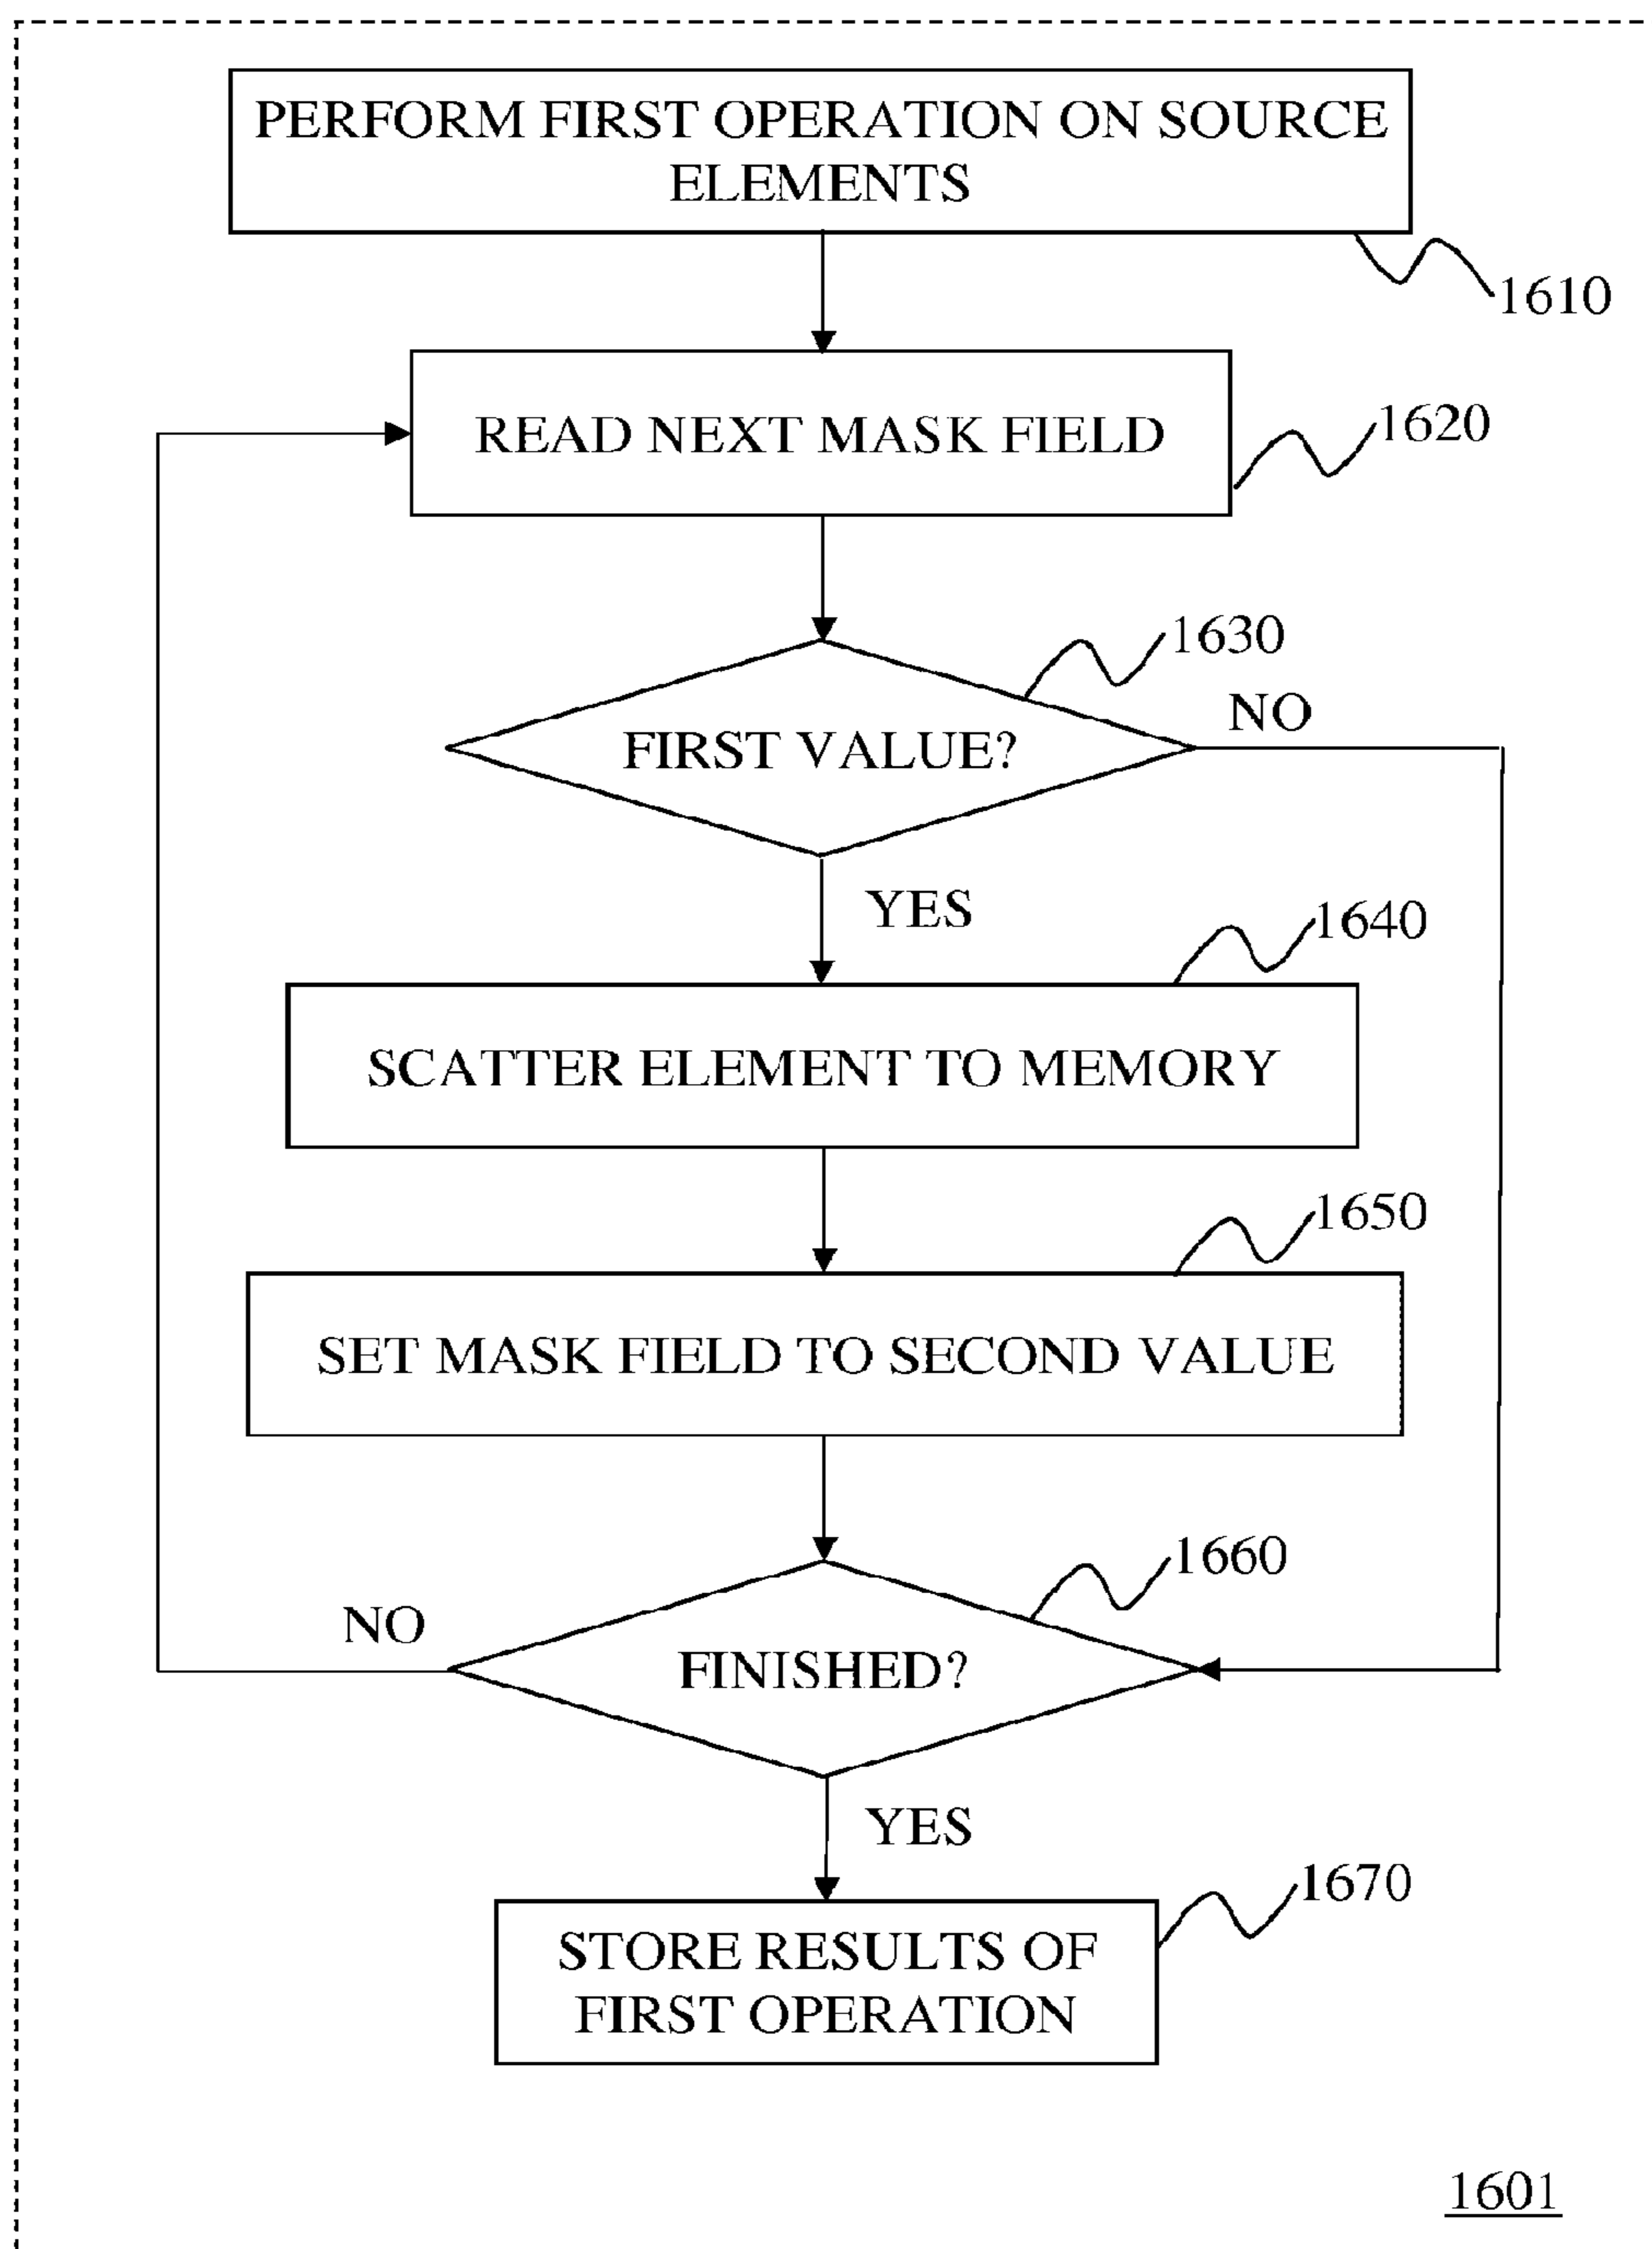 PERFORM FIRST OPERATION ON SOURCE
ELEMENTS
1610
READ NEXT MASK FIELD
1620
1630
NO
FIRST VALUE?
YES
1640
SCATTER ELEMENT TO MEMORY
1650
SET MASK FIELD TO SECOND VALUE
1660
NO
FINISHED?
YES
1670
STORE RESULTS OF
FIRST OPERATION
1601